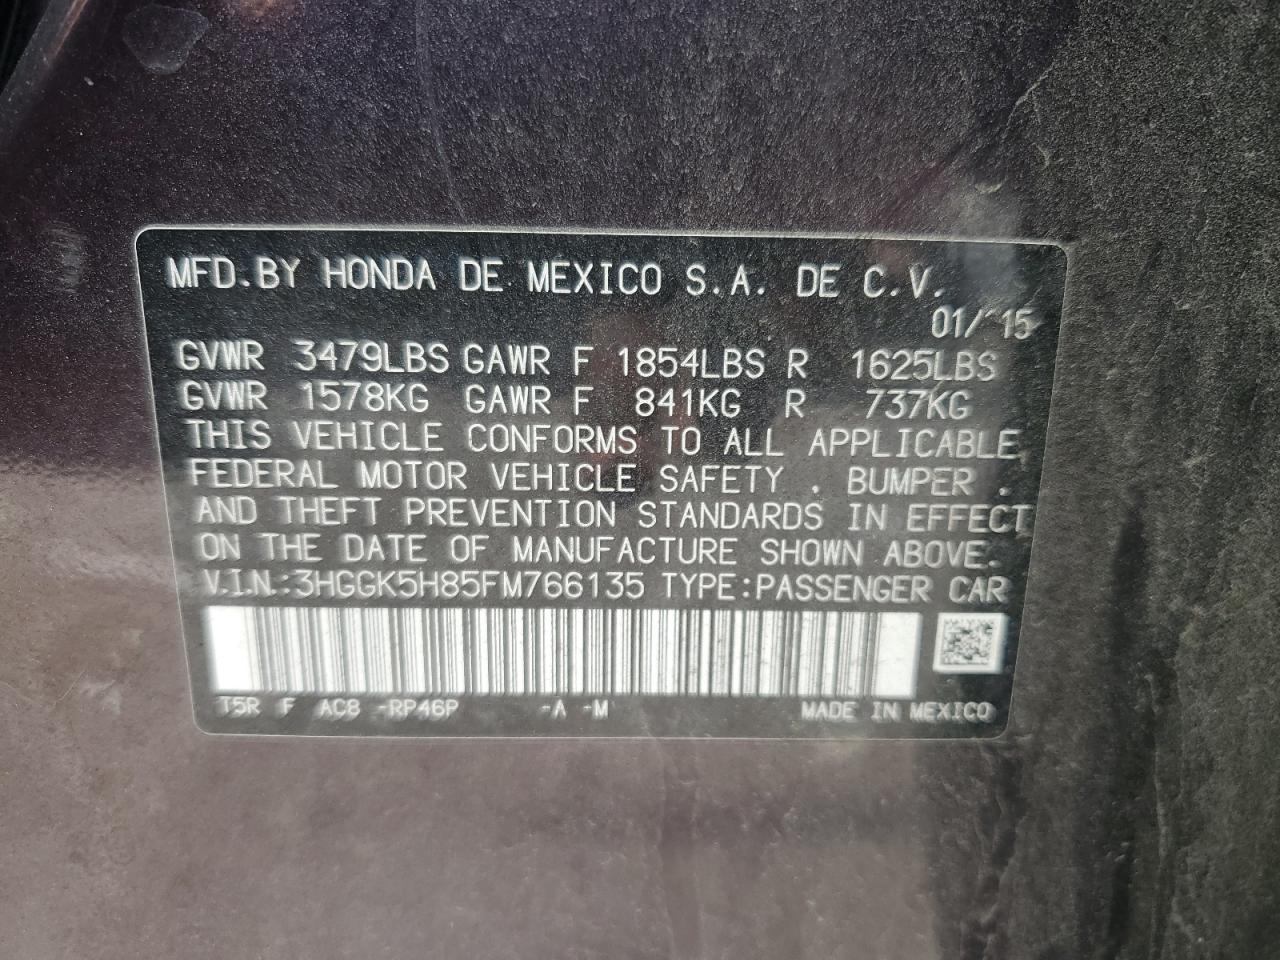 MFD.BY HONDA DE MEXICO S.A. DE C.V.
01/15
GVWR 3479LBS GAWR F 1854LBS R 1625LBS
GVWR 1578KG GAWR F 841KG R 737KG
THIS VEHICLE CONFORMS TO ALL APPLICABLE
FEDERAL MOTOR VEHICLE SAFETY , BUMPER ,
AND THEFT PREVENTION STANDARDS IN EFFECT
ON THE DATE OF MANUFACTURE SHOWN ABOVE.
V.I.N.:3HGGK5H85FM766135 TYPE:PASSENGER CAR
T5R F AC8 -RP46P -A -M MADE IN MEXICO